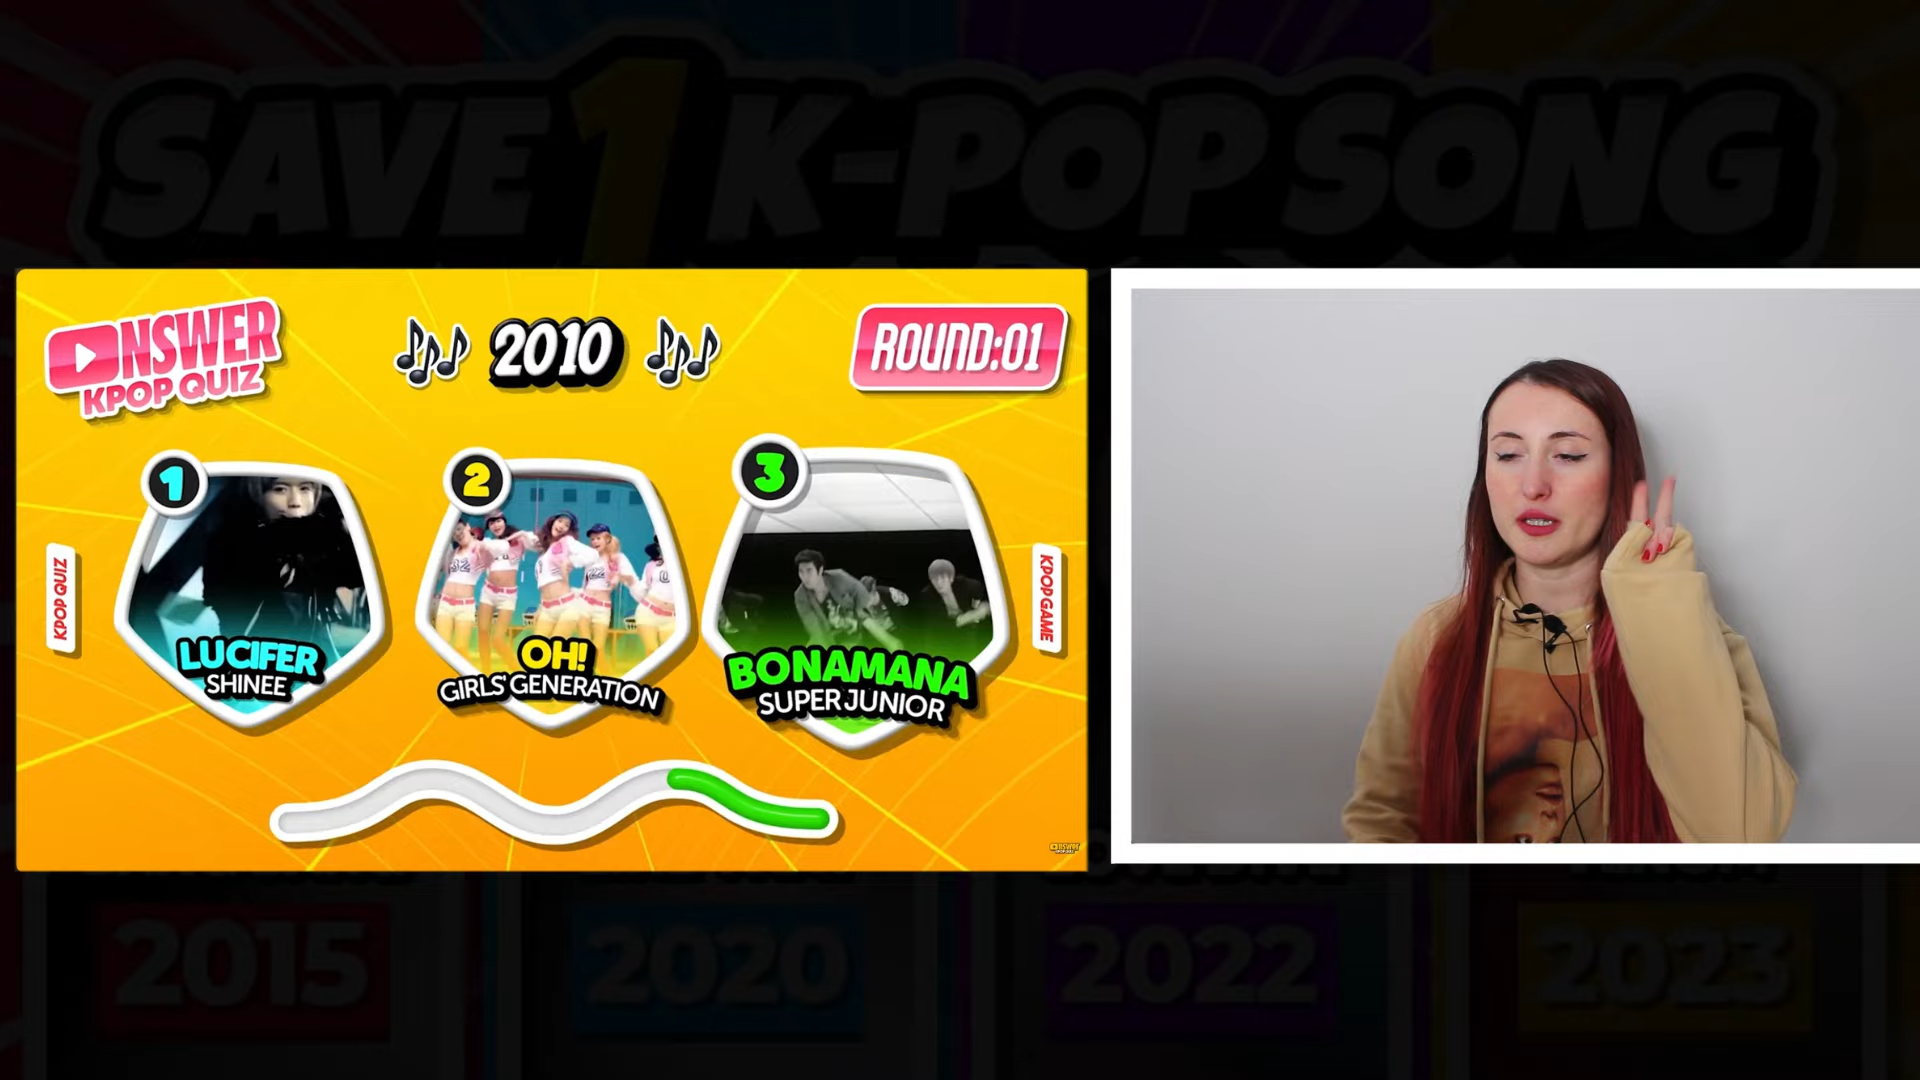 SAVE 1 K-POP SONG
NSWER
KPOP QUIZ
2010
ROUND:01
1
2
3
KPOP QUIZ
KPOP GAME
LUCIFER
SHINEE
OH!
GIRLS' GENERATION
BONAMANA
SUPER JUNIOR
2015
2020
2022
2023